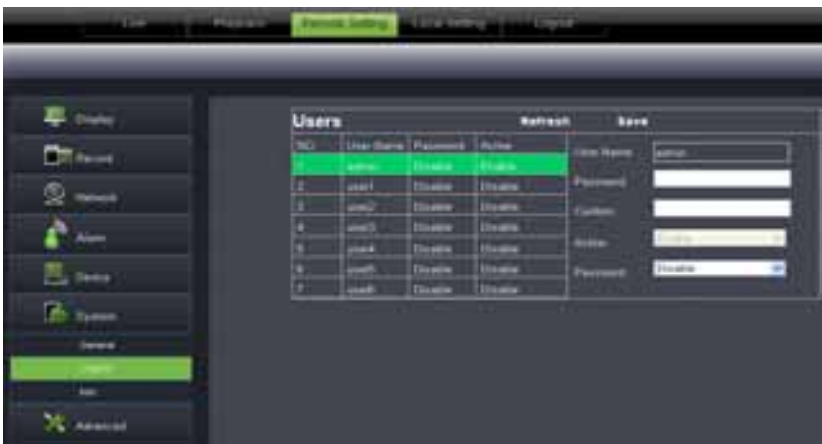 Live Playback Remote Setting Local Setting Logout
Display
Record
Network
Alarm
Device
System
General
Users
Info
Advanced
Users Refresh Save
NO. User Name Password Active
1 admin Disable Enable
2 user1 Disable Disable
3 user2 Disable Disable
4 user3 Disable Disable
5 user4 Disable Disable
6 user5 Disable Disable
7 user6 Disable Disable
User Name admin
Password
Confirm
Active Enable
Password Disable